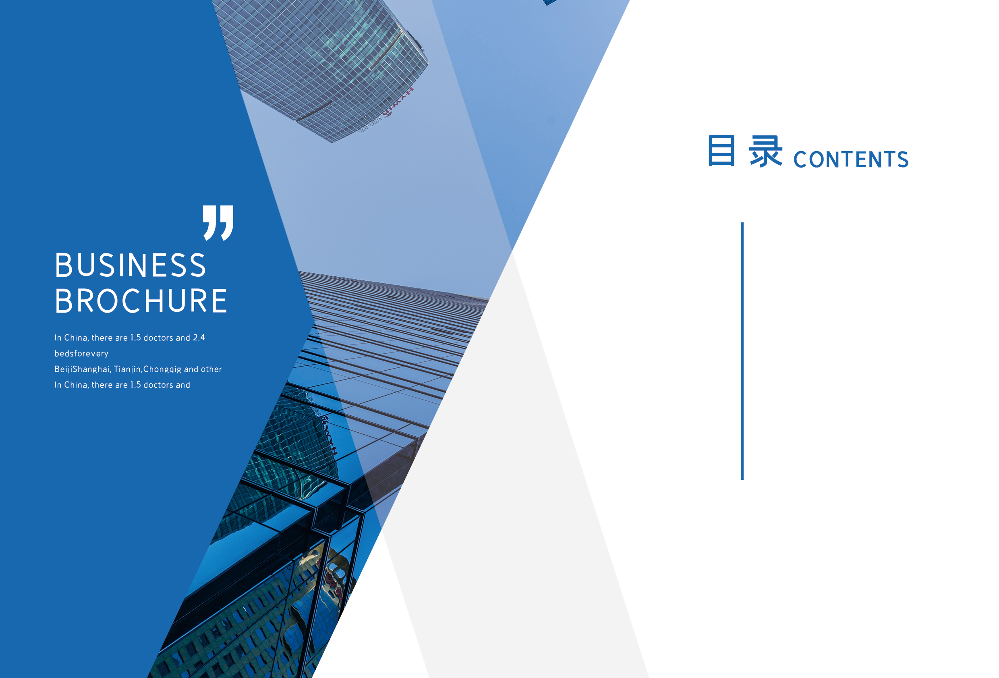 BUSINESS
BROCHURE
In China, there are 1.5 doctors and 2.4
bedsforevery
BeijiShanghai, Tianjin,Chongqig and other
In China, there are 1.5 doctors and
目录 CONTENTS